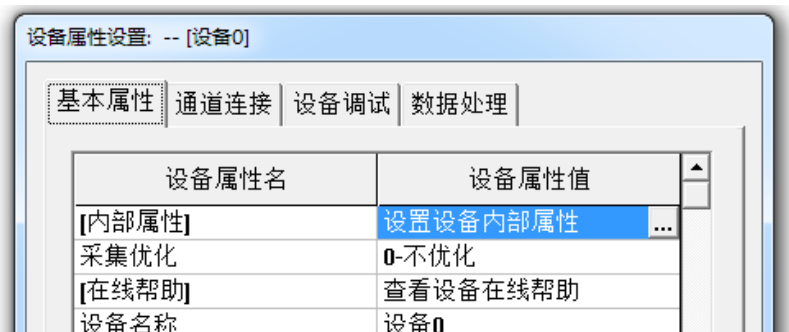 设备属性设置: -- [设备0]
基本属性 通道连接 设备调试 数据处理
设备属性名 设备属性值
[内部属性] 设置设备内部属性 ...
采集优化 0-不优化
[在线帮助] 查看设备在线帮助
设备名称 设备0